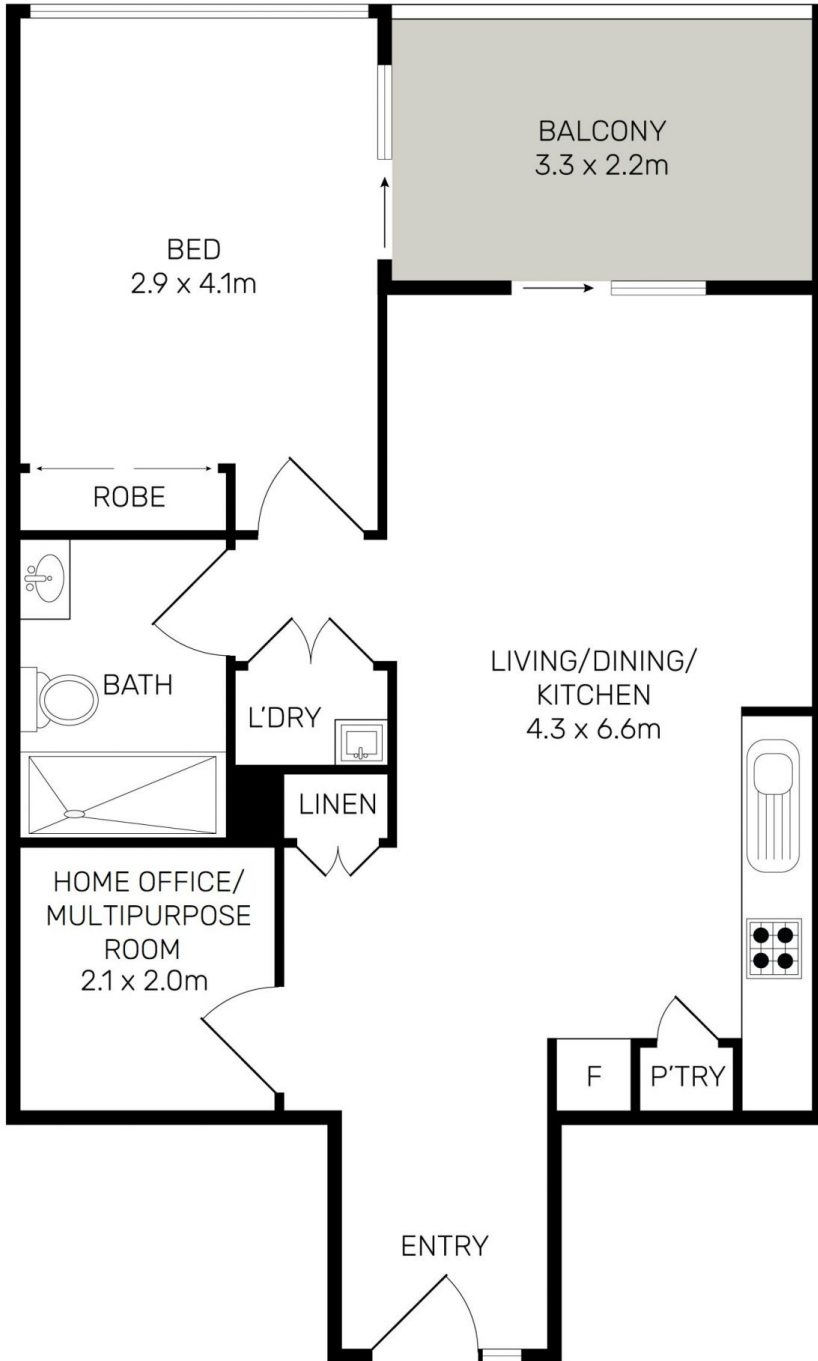 BALCONY
3.3 x 2.2m
BED
2.9 x 4.1m
ROBE
BATH
L'DRY
LIVING/DINING/
KITCHEN
4.3 x 6.6m
LINEN
HOME OFFICE/
MULTIPURPOSE
ROOM
2.1 x 2.0m
F
P'TRY
ENTRY